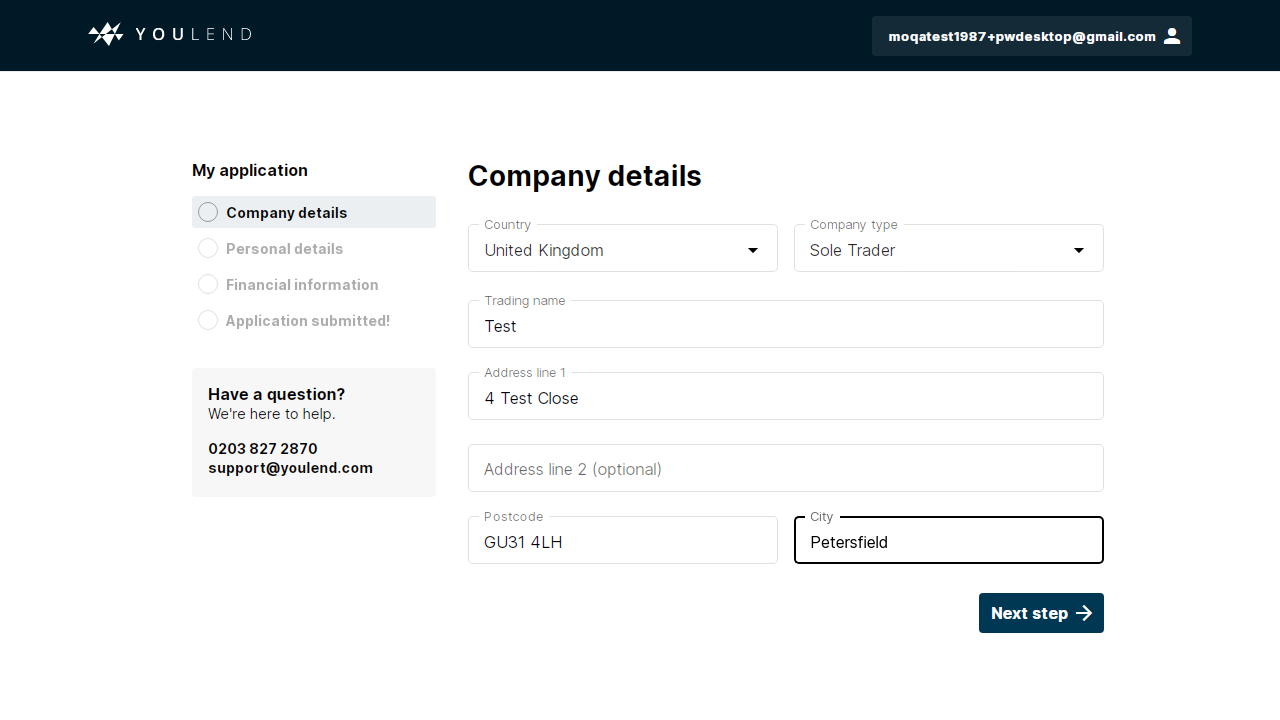 YOULEND
moqatest1987+pwdesktop@gmail.com
My application
Company details
Personal details
Financial information
Application submitted!
Have a question?
We're here to help.
0203 827 2870
support@youlend.com
Company details
Country
United Kingdom
Company type
Sole Trader
Trading name
Test
Address line 1
4 Test Close
Address line 2 (optional)
Postcode
GU31 4LH
City
Petersfield
Next step